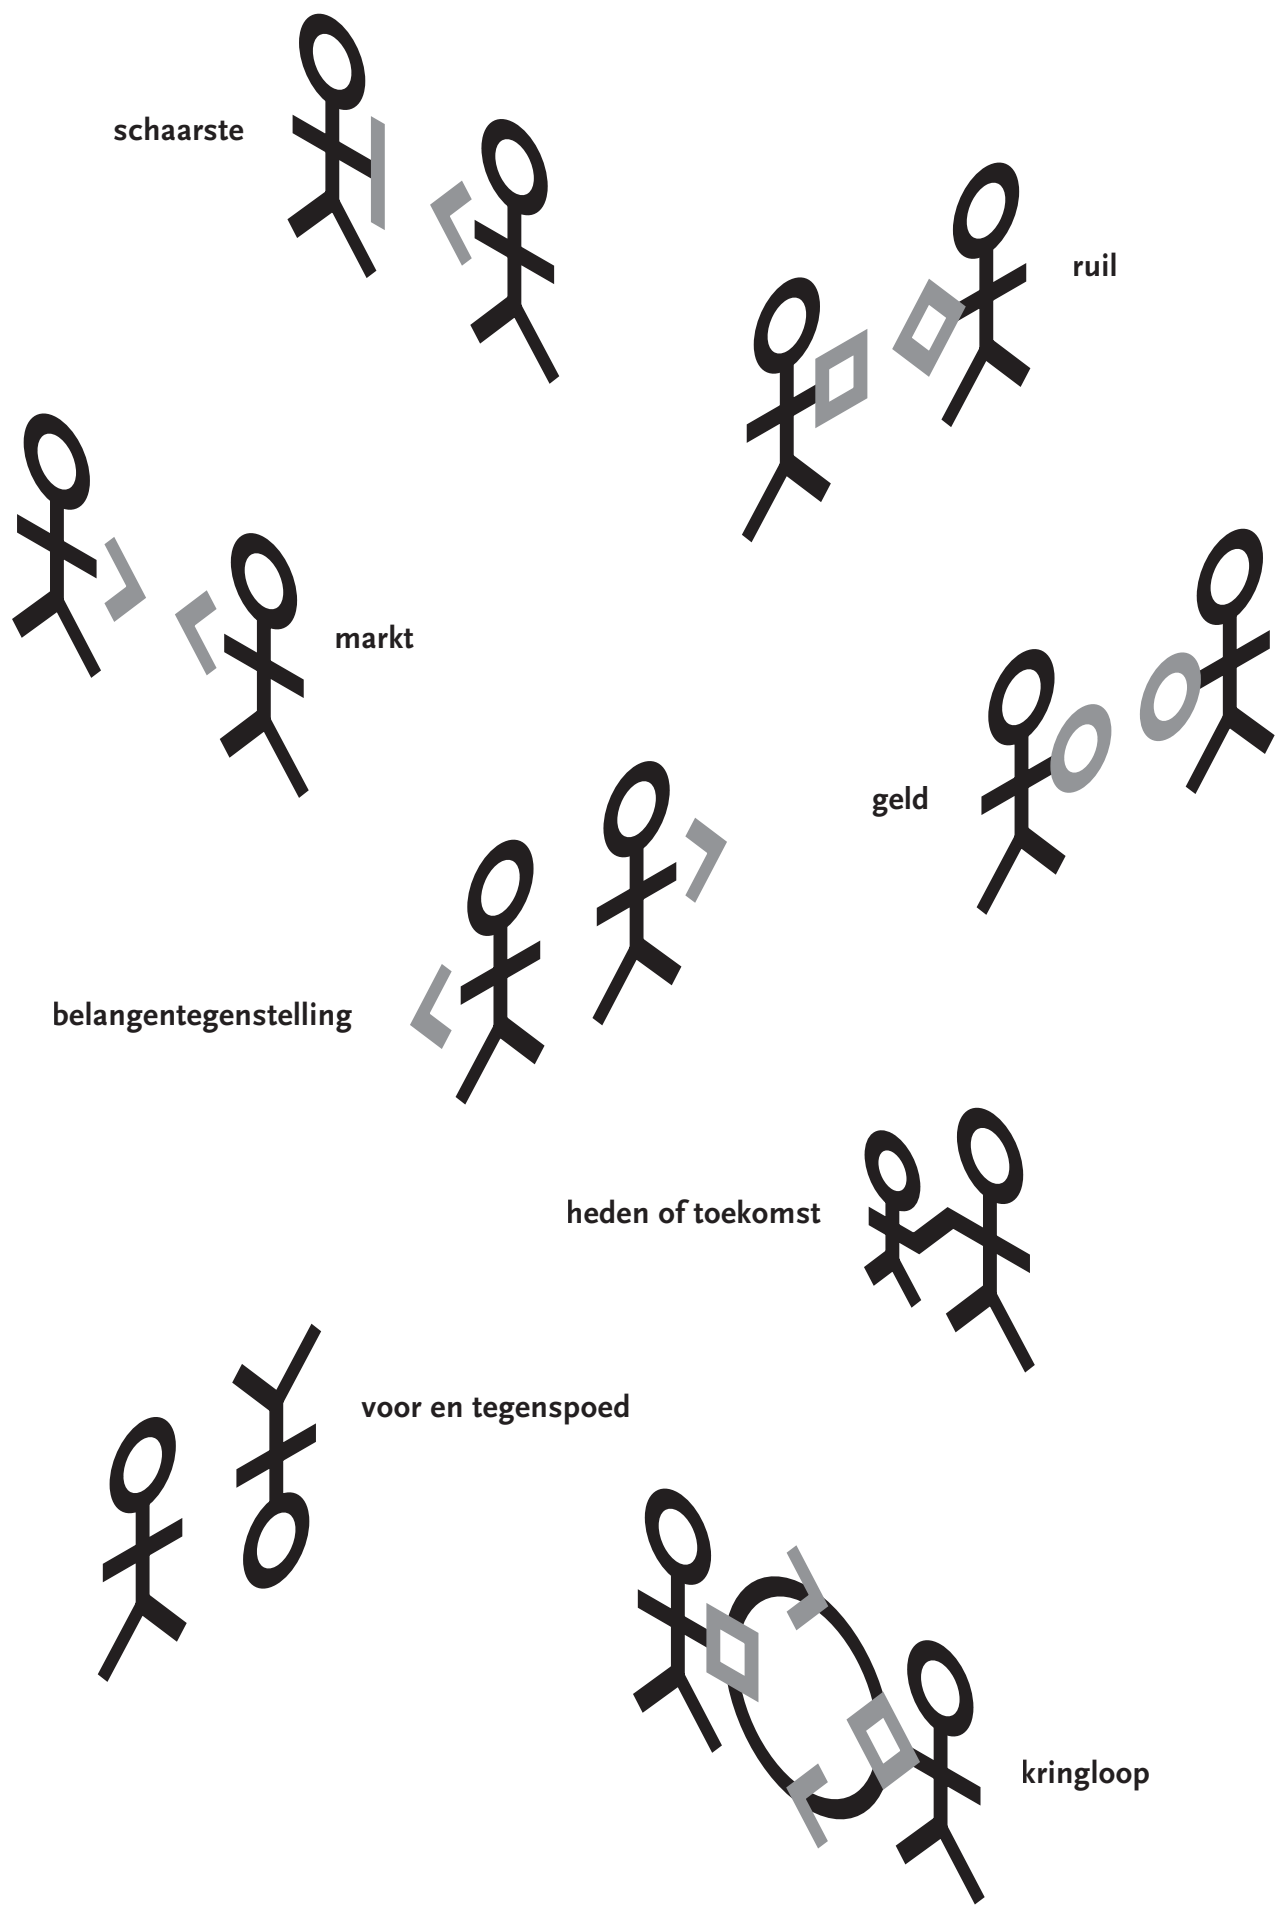 schaarste
ruil
markt
geld
belangentegenstelling
heden of toekomst
voor en tegenspoed
kringloop